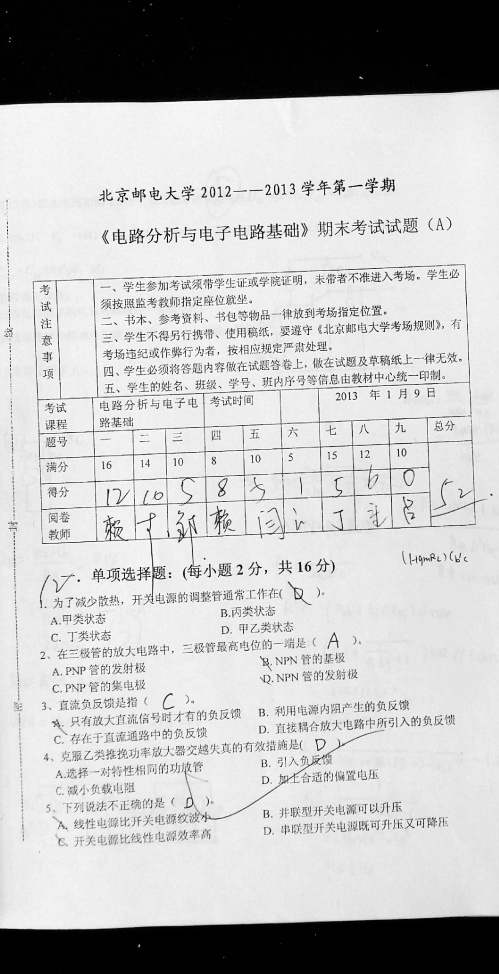 北京邮电大学2012——2013学年第一学期
《电路分析与电子电路基础》期末考试试题（A）
考试注意事项
一、学生参加考试须带学生证或学院证明，未带者不准进入考场。学生必
须按照监考教师指定座位就坐。
二、书本、参考资料、书包等物品一律放到考场指定位置。
三、学生不得另行携带、使用稿纸，要遵守《北京邮电大学考场规则》，有
考场违纪或作弊行为者，按相应规定严肃处理。
四、学生必须将答题内容做在试题答卷上，做在试题及草稿纸上一律无效。
五、学生的姓名、班级、学号、班内序号等信息由教材中心统一印制。
考试课程 电路分析与电子电路基础 考试时间 2013 年 1 月 9 日
题号 一 二 三 四 五 六 七 八 九 总分
满分 16 14 10 8 10 5 15 12 10
得分 12 10 5 8 5 1 5 6 0 52
阅卷教师
12 . 单项选择题：(每小题 2 分，共 16 分)
1. 为了减少散热，开关电源的调整管通常工作在( D )。
A.甲类状态 B.丙类状态
C. 丁类状态 D. 甲乙类状态
2、在三极管的放大电路中，三极管最高电位的一端是（ A ）。
A. PNP 管的发射极 B. NPN 管的基极
C. PNP 管的集电极 D. NPN 管的发射极
3、直流负反馈是指（ C ）。
A. 只有放大直流信号时才有的负反馈 B. 利用电源内阻产生的负反馈
C. 存在于直流通路中的负反馈 D. 直接耦合放大电路中所引入的负反馈
4、克服乙类推挽功率放大器交越失真的有效措施是( D )。
A.选择一对特性相同的功放管 B. 引入负反馈
C. 减小负载电阻 D. 加上合适的偏置电压
5、下列说法不正确的是（ D ）。
A. 线性电源比开关电源纹波小 B. 并联型开关电源可以升压
C. 开关电源比线性电源效率高 D. 串联型开关电源既可升压又可降压